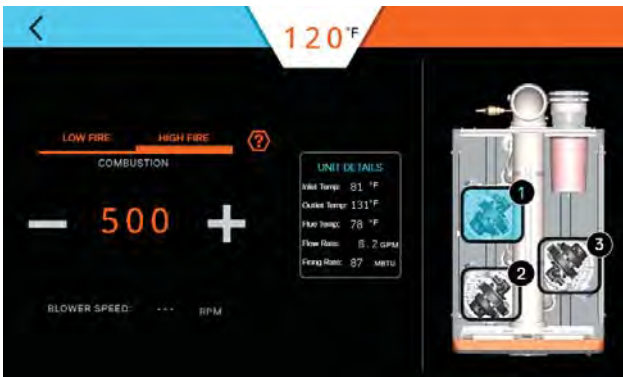 120°F
LOW FIRE HIGH FIRE ?
COMBUSTION
500
BLOWER SPEED: --- RPM
UNIT DETAILS
Inlet Temp: 81 °F
Outlet Temp: 131°F
Flue Temp: 78 °F
Flow Rate: 8.2 GPM
Firing Rate: 87 MBTU
1
2
3